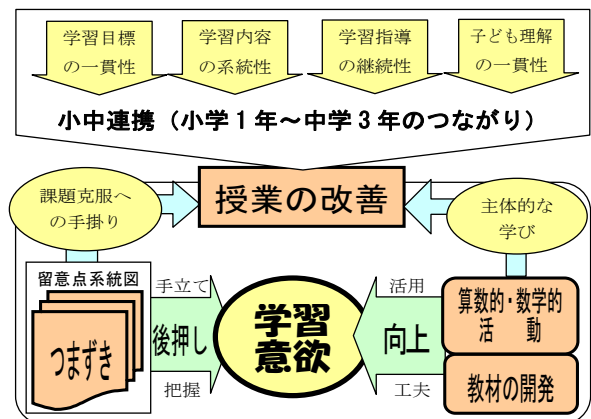 学習目標
の一貫性
学習内容
の系統性
学習指導
の継続性
子ども理解
の一貫性
小中連携（小学１年～中学３年のつながり）
授業の改善
課題克服へ
の手掛り
主体的な
学び
留意点系統図
つまずき
手立て
後押し
把握
学習
意欲
活用
向上
工夫
算数的・数学的
活　動
教材の開発